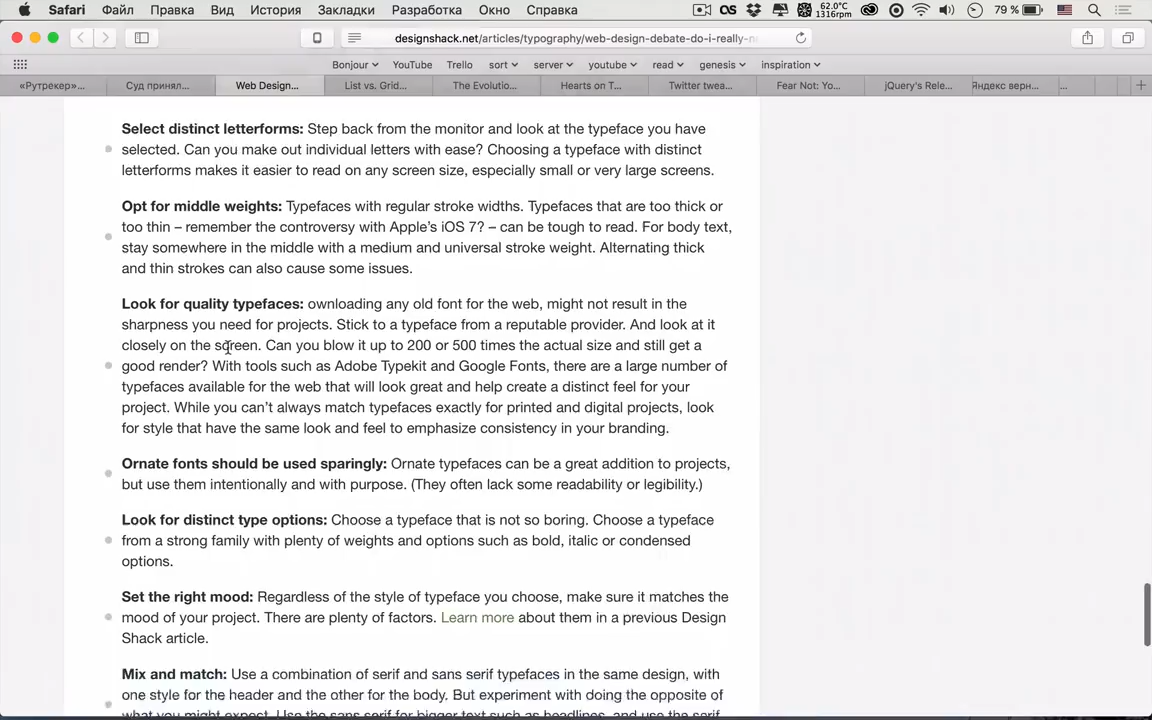 Safari Файл Правка Вид История Закладки Разработка Окно Справка 62.0°C 1316rpm 79 %
designshack.net/articles/typography/web-design-debate-do-i-really-n
Bonjour YouTube Trello sort server youtube read genesis inspiration
«Рутрекер»... Суд принял... Web Design... List vs. Grid... The Evolutio... Hearts on T... Twitter twea... Fear Not: Yo... jQuery's Rele... Яндекс верн... ...
Select distinct letterforms: Step back from the monitor and look at the typeface you have
selected. Can you make out individual letters with ease? Choosing a typeface with distinct
letterforms makes it easier to read on any screen size, especially small or very large screens.
Opt for middle weights: Typefaces with regular stroke widths. Typefaces that are too thick or
too thin – remember the controversy with Apple's iOS 7? – can be tough to read. For body text,
stay somewhere in the middle with a medium and universal stroke weight. Alternating thick
and thin strokes can also cause some issues.
Look for quality typefaces: ownloading any old font for the web, might not result in the
sharpness you need for projects. Stick to a typeface from a reputable provider. And look at it
closely on the screen. Can you blow it up to 200 or 500 times the actual size and still get a
good render? With tools such as Adobe Typekit and Google Fonts, there are a large number of
typefaces available for the web that will look great and help create a distinct feel for your
project. While you can't always match typefaces exactly for printed and digital projects, look
for style that have the same look and feel to emphasize consistency in your branding.
Ornate fonts should be used sparingly: Ornate typefaces can be a great addition to projects,
but use them intentionally and with purpose. (They often lack some readability or legibility.)
Look for distinct type options: Choose a typeface that is not so boring. Choose a typeface
from a strong family with plenty of weights and options such as bold, italic or condensed
options.
Set the right mood: Regardless of the style of typeface you choose, make sure it matches the
mood of your project. There are plenty of factors. Learn more about them in a previous Design
Shack article.
Mix and match: Use a combination of serif and sans serif typefaces in the same design, with
one style for the header and the other for the body. But experiment with doing the opposite of
what you might expect. Use the sans serif for bigger text such as headlines, and use the serif